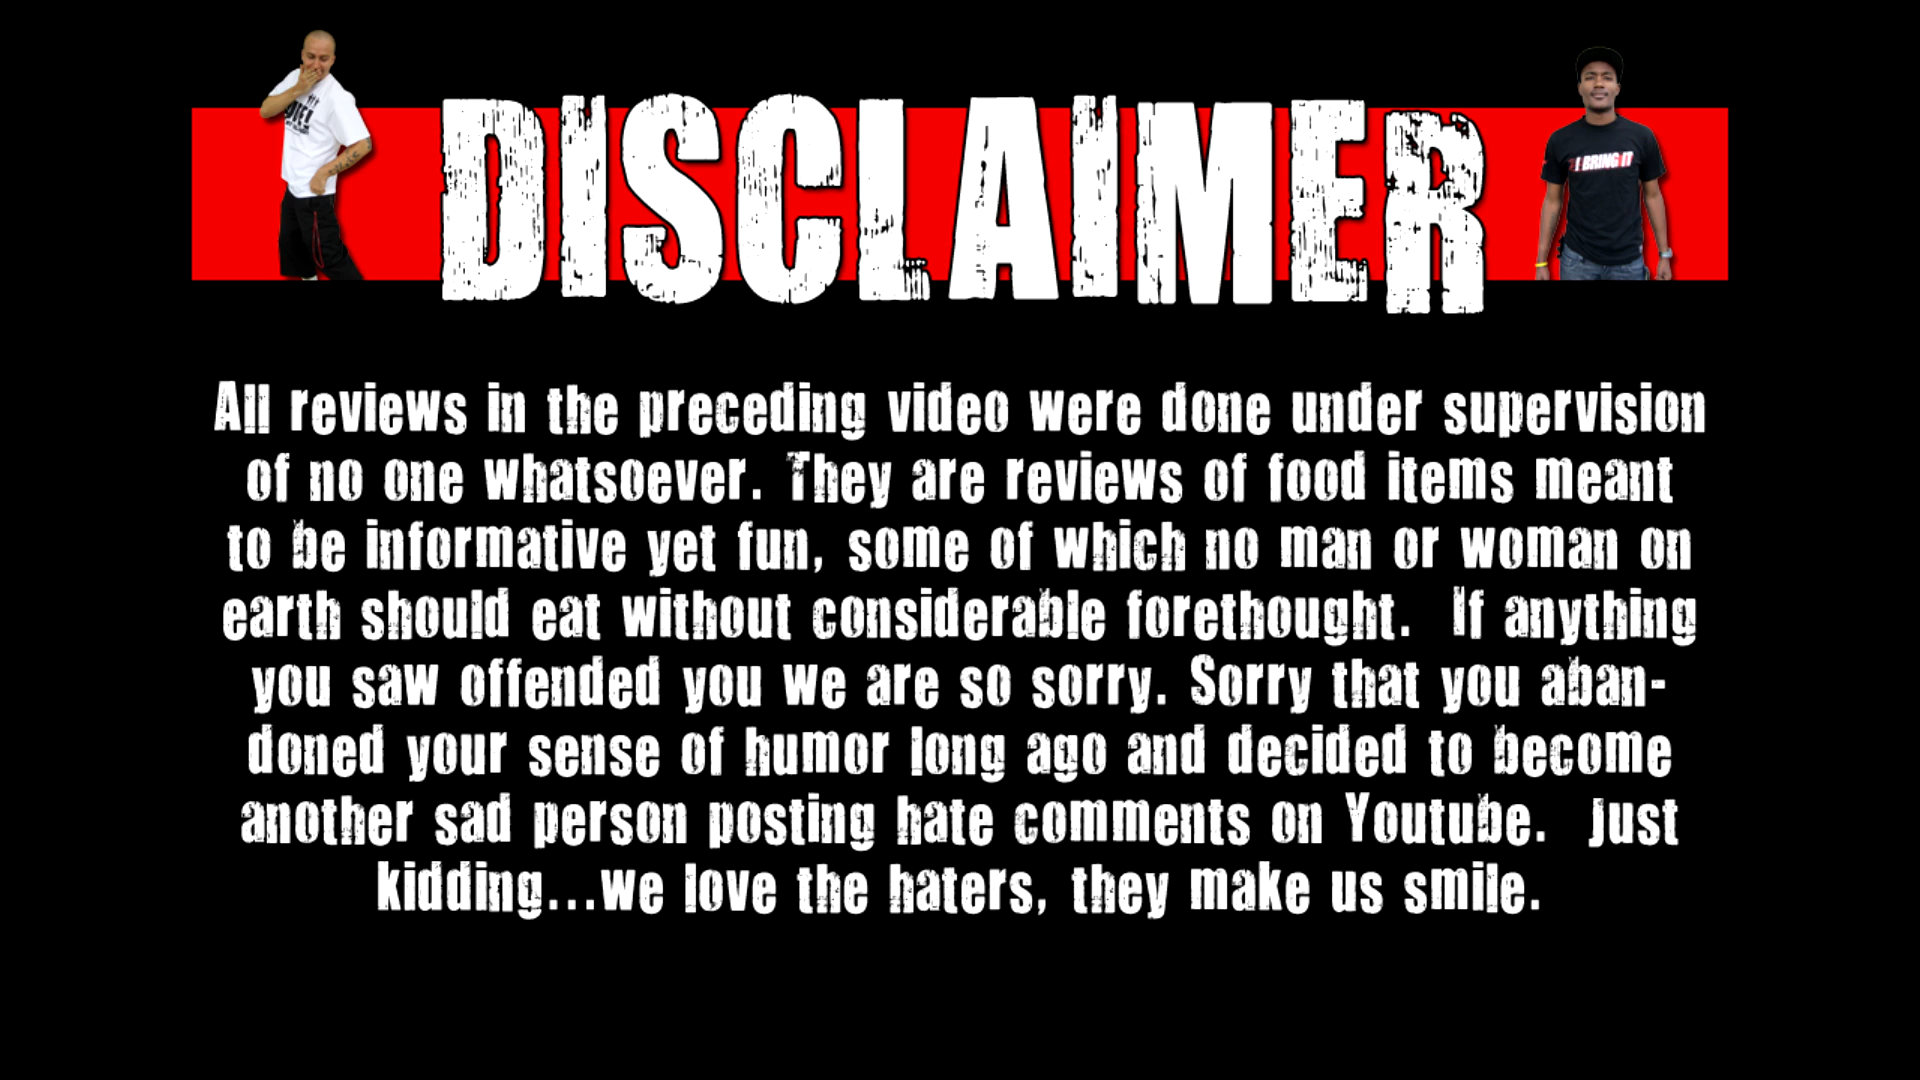 DISCLAIMER
DIET
I BRING IT
All reviews in the preceding video were done under supervision
of no one whatsoever. They are reviews of food items meant
to be informative yet fun, some of which no man or woman on
earth should eat without considerable forethought.  If anything
you saw offended you we are so sorry. Sorry that you aban-
doned your sense of humor long ago and decided to become
another sad person posting hate comments on Youtube.  Just
kidding...we love the haters, they make us smile.